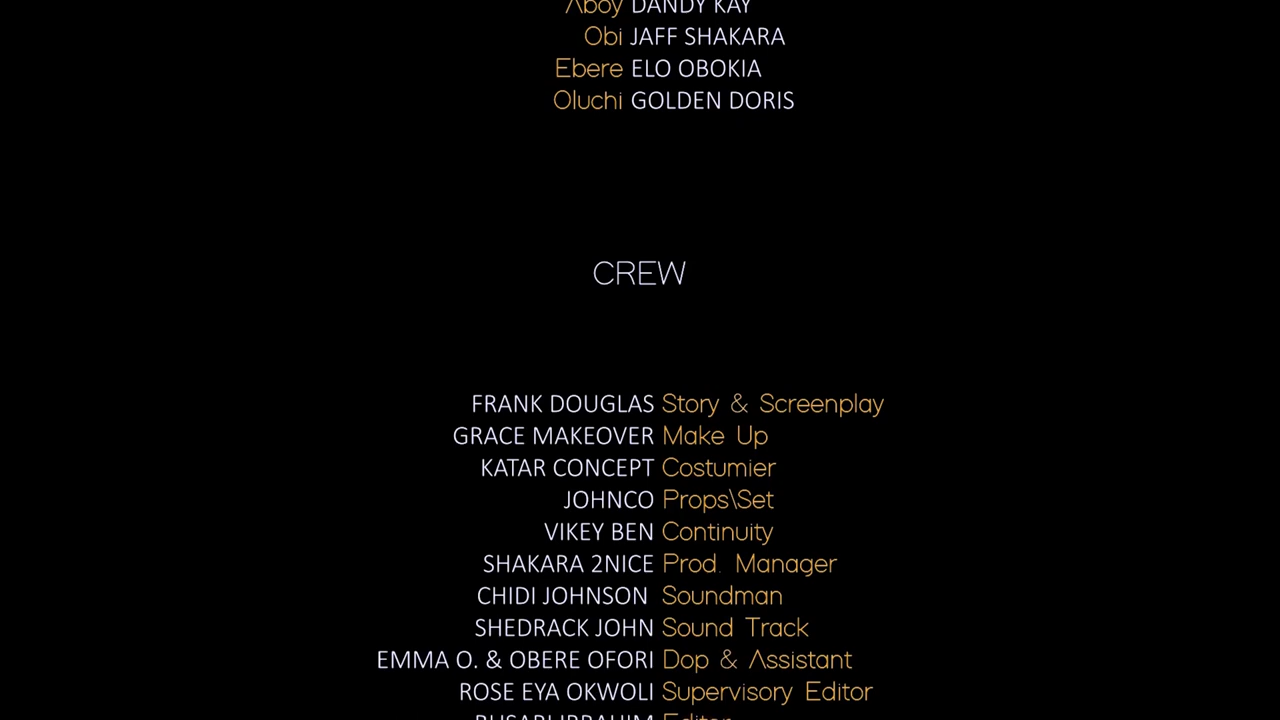 Aboy DANDY KAY
Obi JAFF SHAKARA
Ebere ELO OBOKIA
Oluchi GOLDEN DORIS
CREW
FRANK DOUGLAS Story & Screenplay
GRACE MAKEOVER Make Up
KATAR CONCEPT Costumier
JOHNCO Props\Set
VIKEY BEN Continuity
SHAKARA 2NICE Prod. Manager
CHIDI JOHNSON Soundman
SHEDRACK JOHN Sound Track
EMMA O. & OBERE OFORI Dop & Assistant
ROSE EYA OKWOLI Supervisory Editor